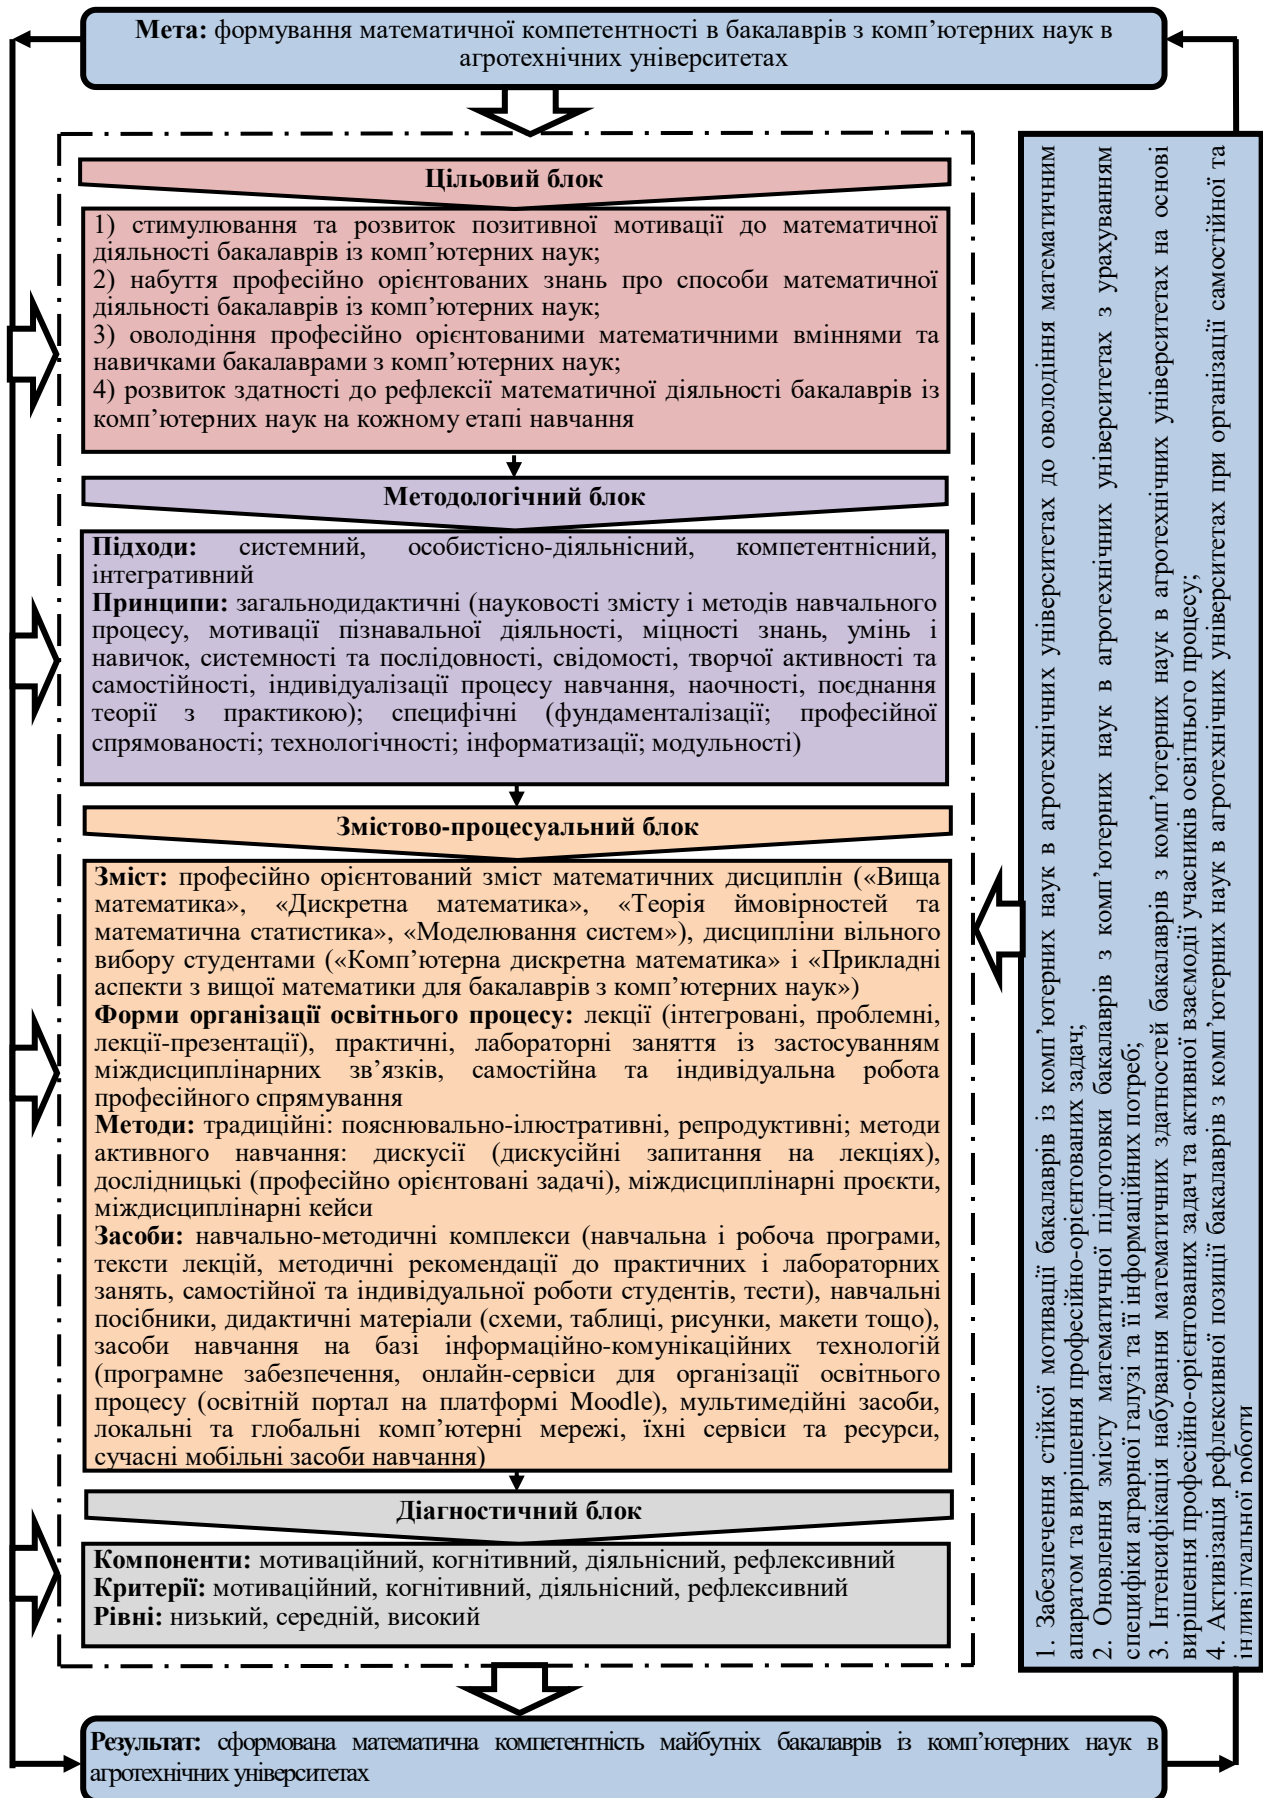 Мета: формування математичної компетентності в бакалаврів з комп’ютерних наук в
агротехнічних університетах
Цільовий блок
1) стимулювання та розвиток позитивної мотивації до математичної
діяльності бакалаврів із комп’ютерних наук;
2) набуття професійно орієнтованих знань про способи математичної
діяльності бакалаврів із комп’ютерних наук;
3) оволодіння професійно орієнтованими математичними вміннями та
навичками бакалаврами з комп’ютерних наук;
4) розвиток здатності до рефлексії математичної діяльності бакалаврів із
комп’ютерних наук на кожному етапі навчання
Методологічний блок
Підходи: системний, особистісно-діяльнісний, компетентнісний,
інтегративний
Принципи: загальнодидактичні (науковості змісту і методів навчального
процесу, мотивації пізнавальної діяльності, міцності знань, умінь і
навичок, системності та послідовності, свідомості, творчої активності та
самостійності, індивідуалізації процесу навчання, наочності, поєднання
теорії з практикою); специфічні (фундаменталізації; професійної
спрямованості; технологічності; інформатизації; модульності)
Змістово-процесуальний блок
Зміст: професійно орієнтований зміст математичних дисциплін («Вища
математика», «Дискретна математика», «Теорія ймовірностей та
математична статистика», «Моделювання систем»), дисципліни вільного
вибору студентами («Комп’ютерна дискретна математика» і «Прикладні
аспекти з вищої математики для бакалаврів з комп’ютерних наук»)
Форми організації освітнього процесу: лекції (інтегровані, проблемні,
лекції-презентації), практичні, лабораторні заняття із застосуванням
міждисциплінарних зв’язків, самостійна та індивідуальна робота
професійного спрямування
Методи: традиційні: пояснювально-ілюстративні, репродуктивні; методи
активного навчання: дискусії (дискусійні запитання на лекціях),
дослідницькі (професійно орієнтовані задачі), міждисциплінарні проєкти,
міждисциплінарні кейси
Засоби: навчально-методичні комплекси (навчальна і робоча програми,
тексти лекцій, методичні рекомендації до практичних і лабораторних
занять, самостійної та індивідуальної роботи студентів, тести), навчальні
посібники, дидактичні матеріали (схеми, таблиці, рисунки, макети тощо),
засоби навчання на базі інформаційно-комунікаційних технологій
(програмне забезпечення, онлайн-сервіси для організації освітнього
процесу (освітній портал на платформі Moodle), мультимедійні засоби,
локальні та глобальні комп’ютерні мережі, їхні сервіси та ресурси,
сучасні мобільні засоби навчання)
Діагностичний блок
Компоненти: мотиваційний, когнітивний, діяльнісний, рефлексивний
Критерії: мотиваційний, когнітивний, діяльнісний, рефлексивний
Рівні: низький, середній, високий
1. Забезпечення стійкої мотивації бакалаврів із комп’ютерних наук в агротехнічних університетах до оволодіння математичним
апаратом та вирішення професійно-орієнтованих задач;
2. Оновлення змісту математичної підготовки бакалаврів з комп’ютерних наук в агротехнічних університетах з урахуванням
специфіки аграрної галузі та її інформаційних потреб;
3. Інтенсифікація набування математичних здатностей бакалаврів з комп’ютерних наук в агротехнічних університетах на основі
вирішення професійно-орієнтованих задач та активної взаємодії учасників освітнього процесу;
4. Активізація рефлексивної позиції бакалаврів з комп’ютерних наук в агротехнічних університетах при організації самостійної та
індивідуальної роботи
Результат: сформована математична компетентність майбутніх бакалаврів із комп’ютерних наук в
агротехнічних університетах